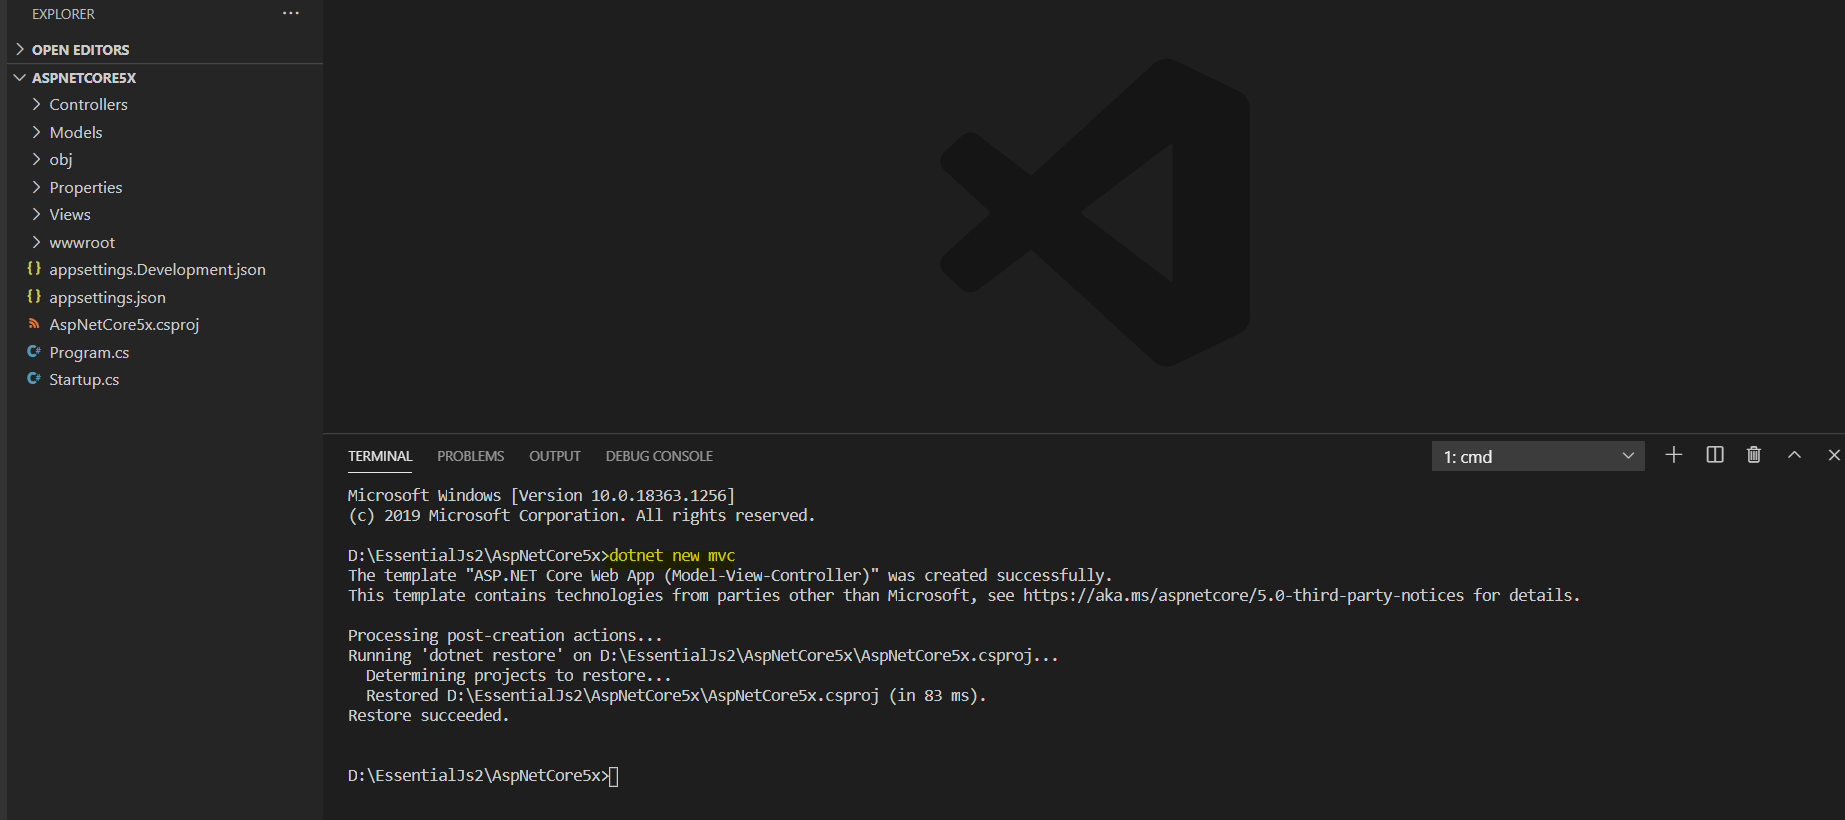 EXPLORER
OPEN EDITORS
ASPNETCORE5X
Controllers
Models
obj
Properties
Views
wwwroot
{} appsettings.Development.json
{} appsettings.json
AspNetCore5x.csproj
C# Program.cs
C# Startup.cs
TERMINAL PROBLEMS OUTPUT DEBUG CONSOLE 1: cmd
Microsoft Windows [Version 10.0.18363.1256]
(c) 2019 Microsoft Corporation. All rights reserved.
D:\EssentialJs2\AspNetCore5x>dotnet new mvc
The template "ASP.NET Core Web App (Model-View-Controller)" was created successfully.
This template contains technologies from parties other than Microsoft, see https://aka.ms/aspnetcore/5.0-third-party-notices for details.
Processing post-creation actions...
Running 'dotnet restore' on D:\EssentialJs2\AspNetCore5x\AspNetCore5x.csproj...
Determining projects to restore...
Restored D:\EssentialJs2\AspNetCore5x\AspNetCore5x.csproj (in 83 ms).
Restore succeeded.
D:\EssentialJs2\AspNetCore5x>